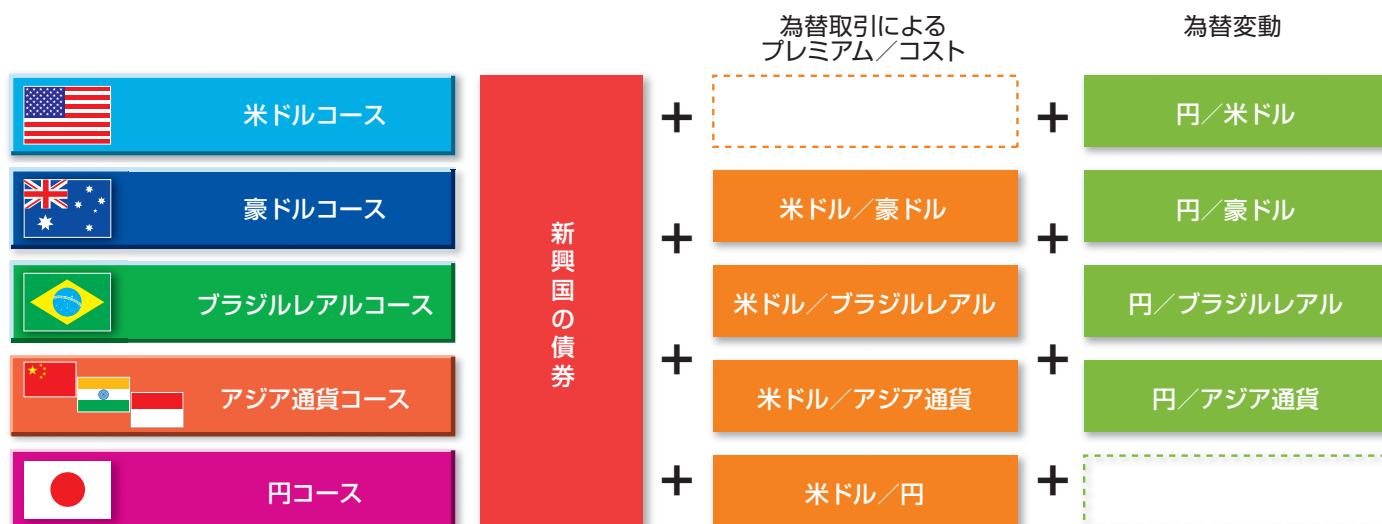 為替取引による
プレミアム／コスト
為替変動
米ドルコース
豪ドルコース
ブラジルレアルコース
アジア通貨コース
円コース
新興国の債券
＋
＋
円／米ドル
＋
米ドル／豪ドル
＋
円／豪ドル
米ドル／ブラジルレアル
円／ブラジルレアル
＋
米ドル／アジア通貨
＋
円／アジア通貨
＋
米ドル／円
＋